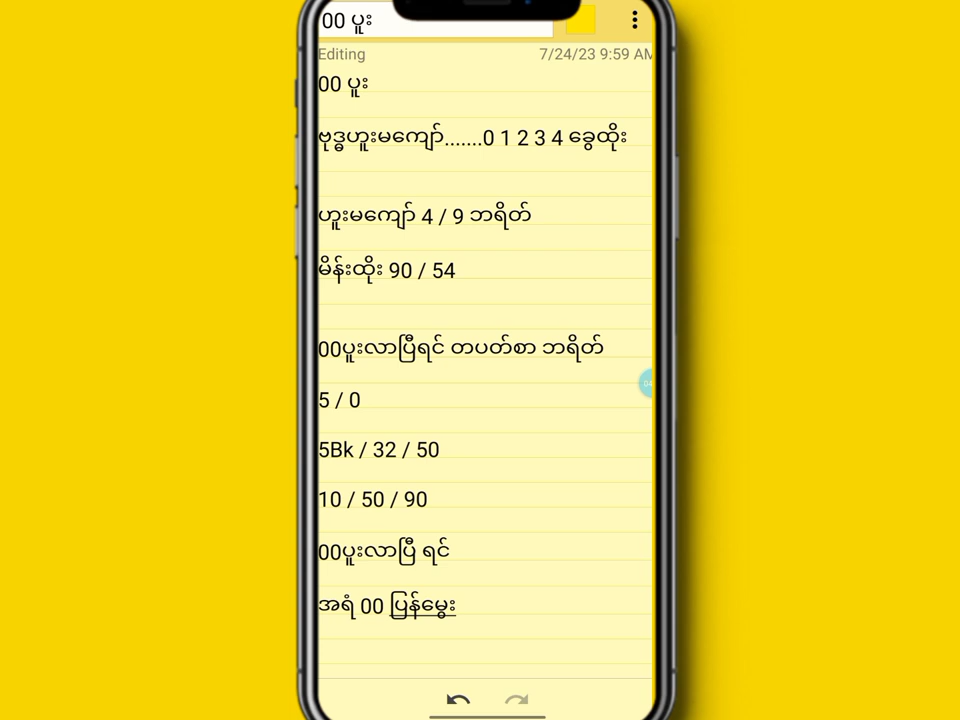 00 ပူး
Editing 7/24/23 9:59 AM
00 ပူး
ဗုဒ္ဓဟူးမကျော်.......0 1 2 3 4 ခွေထိုး
ဟူးမကျော် 4 / 9 ဘရိတ်
မိန်းထိုး 90 / 54
00ပူးလာပြီရင် တပတ်စာ ဘရိတ်
5 / 0
5Bk / 32 / 50
10 / 50 / 90
00ပူးလာပြီ ရင်
အရံ 00 ပြန်မွေး